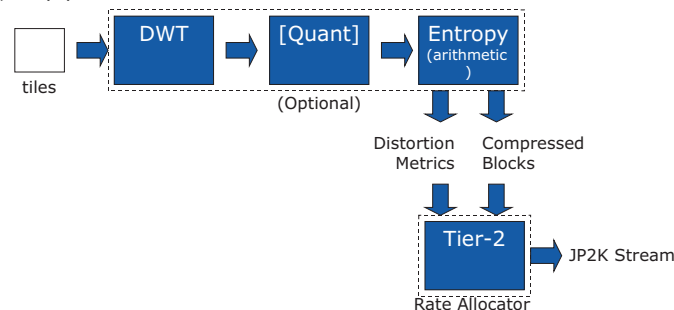 DWT
[Quant]
Entropy
(arithmetic
)
tiles
(Optional)
Distortion
Metrics
Compressed
Blocks
Tier-2
JP2K Stream
Rate Allocator